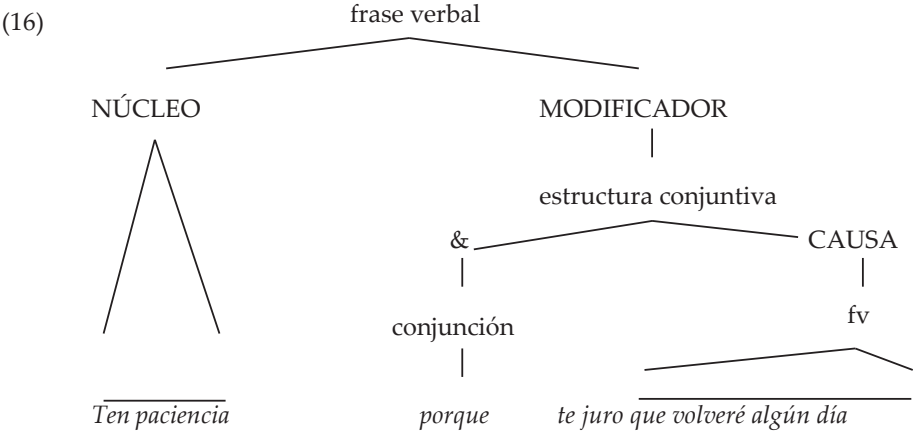 (16) frase verbal
NÚCLEO MODIFICADOR
estructura conjuntiva
& CAUSA
conjunción fv
Ten paciencia porque te juro que volveré algún día